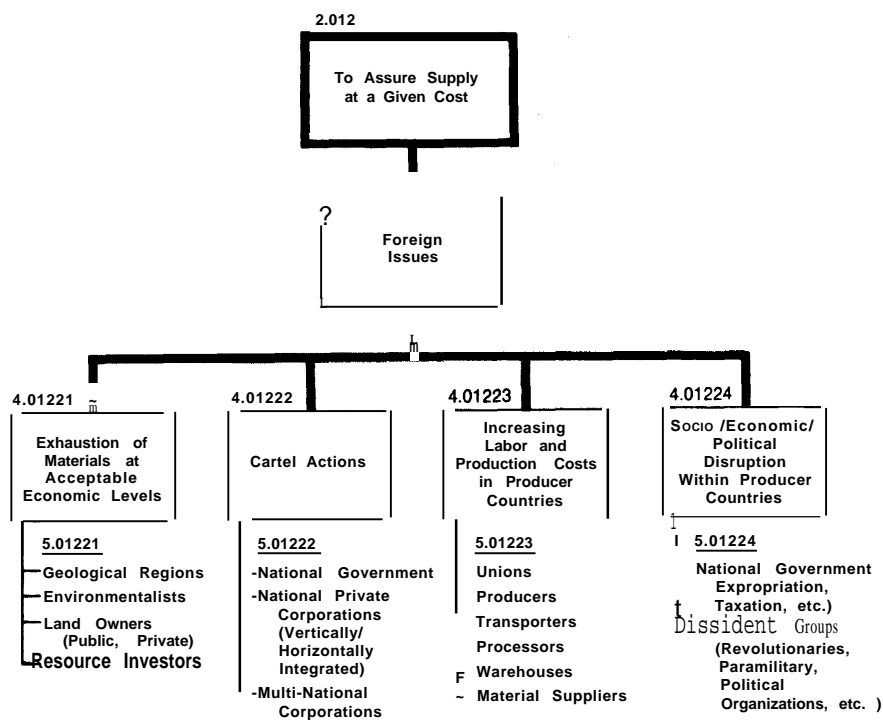 2.012
To Assure Supply
at a Given Cost
?
Foreign
Issues
4.01221
Exhaustion of
Materials at
Acceptable
Economic Levels
5.01221
Geological Regions
Environmentalists
Land Owners
(Public, Private)
Resource Investors
4.01222
Cartel Actions
5.01222
-National Government
-National Private
Corporations
(Vertically/
Horizontally
Integrated)
-Multi-National
Corporations
4.01223
Increasing
Labor and
Production Costs
in Producer
Countries
5.01223
Unions
Producers
Transporters
Processors
F Warehouses
~ Material Suppliers
4.01224
Socio /Economic/
Political
Disruption
Within Producer
Countries
5.01224
National Government
Expropriation,
Taxation, etc.)
Dissident Groups
(Revolutionaries,
Paramilitary,
Political
Organizations, etc. )